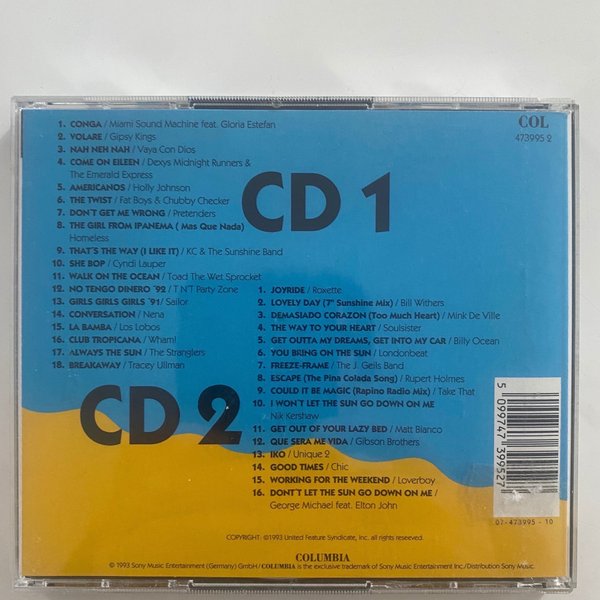 COL
473995 2
1. CONGA / Miami Sound Machine feat. Gloria Estefan
2. VOLARE / Gipsy Kings
3. NAH NEH NAH / Vaya Con Dios
4. COME ON EILEEN / Dexys Midnight Runners &
The Emerald Express
5. AMERICANOS / Holly Johnson
6. THE TWIST / Fat Boys & Chubby Checker
7. DON'T GET ME WRONG / Pretenders
8. THE GIRL FROM IPANEMA ( Mas Que Nada) /
Homeless
9. THAT'S THE WAY (I LIKE IT) / KC & The Sunshine Band
10. SHE BOP / Cyndi Lauper
11. WALK ON THE OCEAN / Toad The Wet Sprocket
12. NO TENGO DINERO '92 / T'N'T Party Zone
13. GIRLS GIRLS GIRLS '91 / Sailor
14. CONVERSATION / Nena
15. LA BAMBA / Los Lobos
16. CLUB TROPICANA / Wham!
17. ALWAYS THE SUN / The Stranglers
18. BREAKAWAY / Tracey Ullman
CD 1
1. JOYRIDE / Roxette
2. LOVELY DAY (7" Sunshine Mix) / Bill Withers
3. DEMASIADO CORAZON (Too Much Heart) / Mink De Ville
4. THE WAY TO YOUR HEART / Soulsister
5. GET OUTTA MY DREAMS, GET INTO MY CAR / Billy Ocean
6. YOU BRING ON THE SUN / Londonbeat
7. FREEZE-FRAME / The J. Geils Band
8. ESCAPE (The Pina Colada Song) / Rupert Holmes
9. COULD IT BE MAGIC (Rapino Radio Mix) / Take That
10. I WON'T LET THE SUN GO DOWN ON ME /
Nik Kershaw
11. GET OUT OF YOUR LAZY BED / Matt Bianco
12. QUE SERA ME VIDA / Gibson Brothers
13. IKO / Unique 2
14. GOOD TIMES / Chic
15. WORKING FOR THE WEEKEND / Loverboy
16. DON'T LET THE SUN GO DOWN ON ME /
George Michael feat. Elton John
CD 2
5 099747 399527
07-473995-10
COPYRIGHT: ©1993 United Feature Syndicate, Inc. all rights reseeved.
COLUMBIA
℗ 1993 Sony Music Entertainment (Germany) GmbH/COLUMBIA is the exclusive trademark of Sony Music Entertainment Inc./Distribution Sony Music.